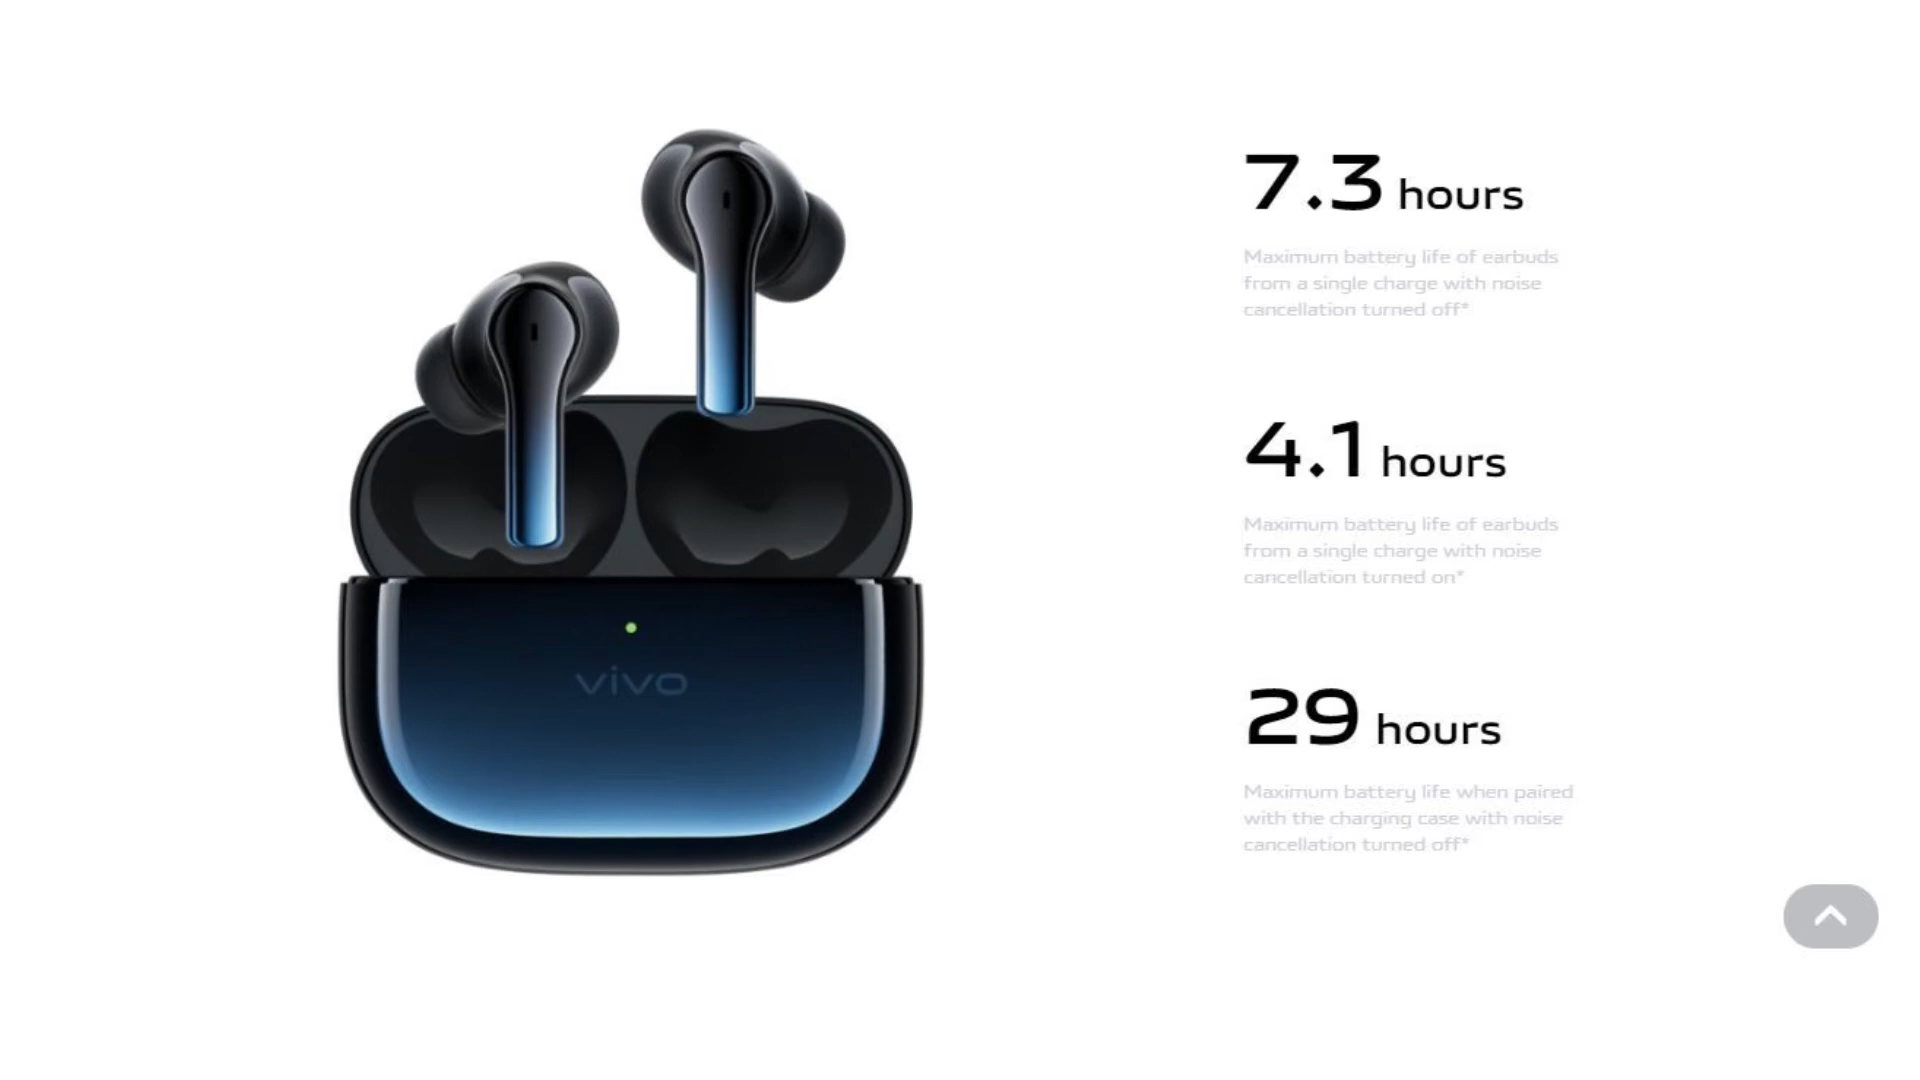 vivo
7.3 hours
Maximum battery life of earbuds
from a single charge with noise
cancellation turned off*
4.1 hours
Maximum battery life of earbuds
from a single charge with noise
cancellation turned on*
29 hours
Maximum battery life when paired
with the charging case with noise
cancellation turned off*